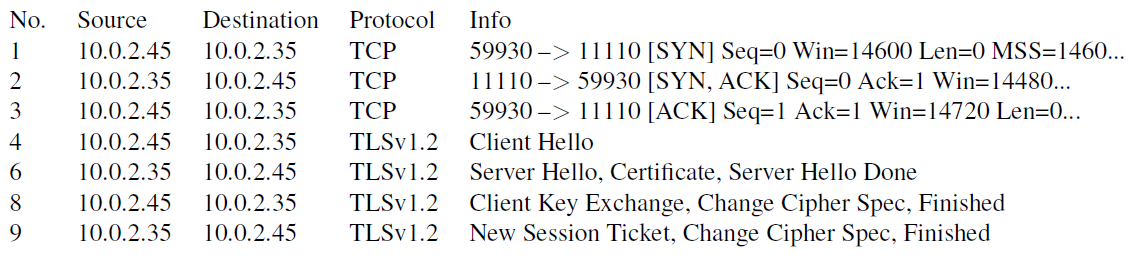 No. Source Destination Protocol Info
1 10.0.2.45 10.0.2.35 TCP 59930 –> 11110 [SYN] Seq=0 Win=14600 Len=0 MSS=1460...
2 10.0.2.35 10.0.2.45 TCP 11110 –> 59930 [SYN, ACK] Seq=0 Ack=1 Win=14480...
3 10.0.2.45 10.0.2.35 TCP 59930 –> 11110 [ACK] Seq=1 Ack=1 Win=14720 Len=0...
4 10.0.2.45 10.0.2.35 TLSv1.2 Client Hello
6 10.0.2.35 10.0.2.45 TLSv1.2 Server Hello, Certificate, Server Hello Done
8 10.0.2.45 10.0.2.35 TLSv1.2 Client Key Exchange, Change Cipher Spec, Finished
9 10.0.2.35 10.0.2.45 TLSv1.2 New Session Ticket, Change Cipher Spec, Finished